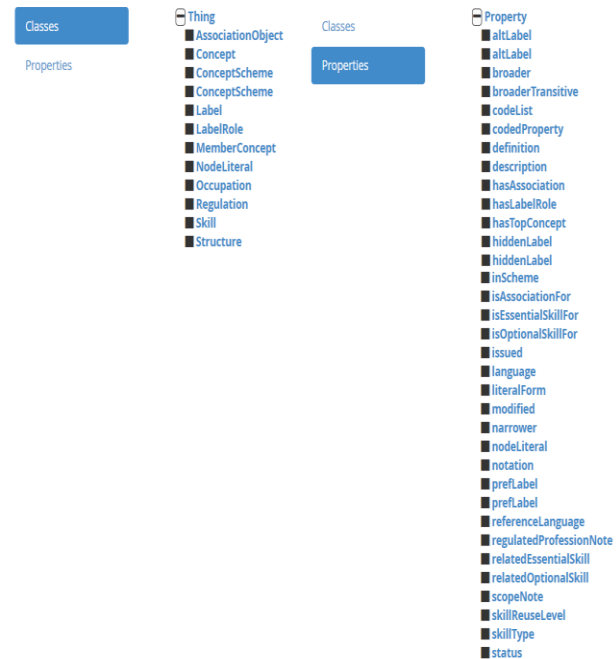 Classes
Properties
Thing
AssociationObject
Concept
ConceptScheme
ConceptScheme
Label
LabelRole
MemberConcept
NodeLiteral
Occupation
Regulation
Skill
Structure
Classes
Properties
Property
altLabel
altLabel
broader
broaderTransitive
codeList
codedProperty
definition
description
hasAssociation
hasLabelRole
hasTopConcept
hiddenLabel
hiddenLabel
inScheme
isAssociationFor
isEssentialSkillFor
isOptionalSkillFor
issued
language
literalForm
modified
narrower
nodeLiteral
notation
prefLabel
prefLabel
referenceLanguage
regulatedProfessionNote
relatedEssentialSkill
relatedOptionalSkill
scopeNote
skillReuseLevel
skillType
status